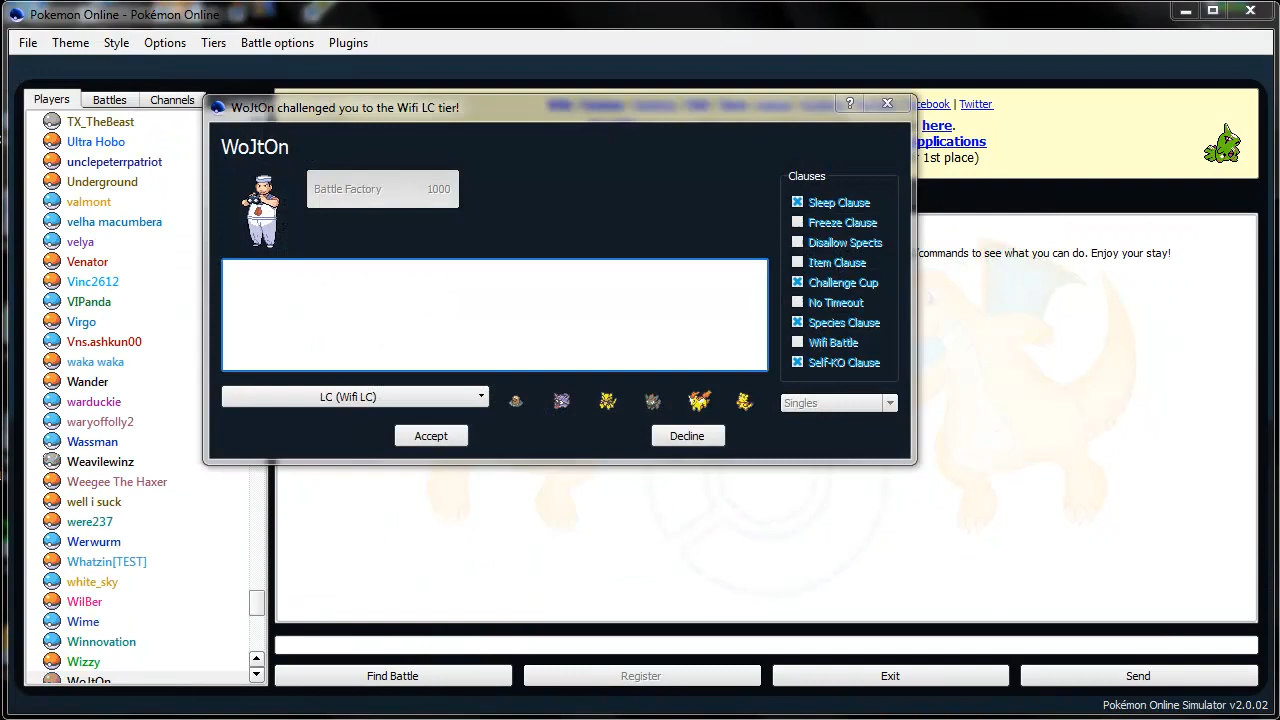 Pokemon Online - Pokémon Online
File Theme Style Options Tiers Battle options Plugins
Players Battles Channels
TX_TheBeast
Ultra Hobo
unclepeterrpatriot
Underground
valmont
velha macumbera
velya
Venator
Vinc2612
VIPanda
Virgo
Vns.ashkun00
waka waka
Wander
warduckie
waryoffolly2
Wassman
Weavilewinz
Weegee The Haxer
well i suck
were237
Werwurm
Whatzin[TEST]
white_sky
WilBer
Wime
Winnovation
Wizzy
WoJtOn
WoJtOn challenged you to the Wifi LC tier!
WoJtOn
Battle Factory 1000
Clauses
Sleep Clause
Freeze Clause
Disallow Spects
Item Clause
Challenge Cup
No Timeout
Species Clause
Wifi Battle
Self-KO Clause
LC (Wifi LC)
Singles
Accept Decline
| Twitter
here.
r 1st place)
commands to see what you can do. Enjoy your stay!
Find Battle Register Exit Send
Pokémon Online Simulator v2.0.02